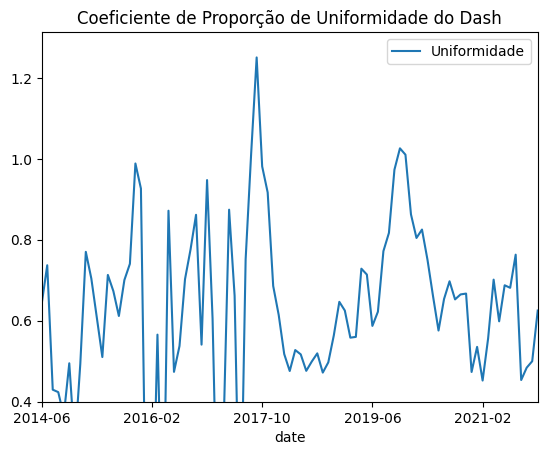 Coeficiente de Proporção de Uniformidade do Dash
Uniformidade
1.2
1.0
0.8
0.6
0.4
2014-06 2016-02 2017-10 2019-06 2021-02
date